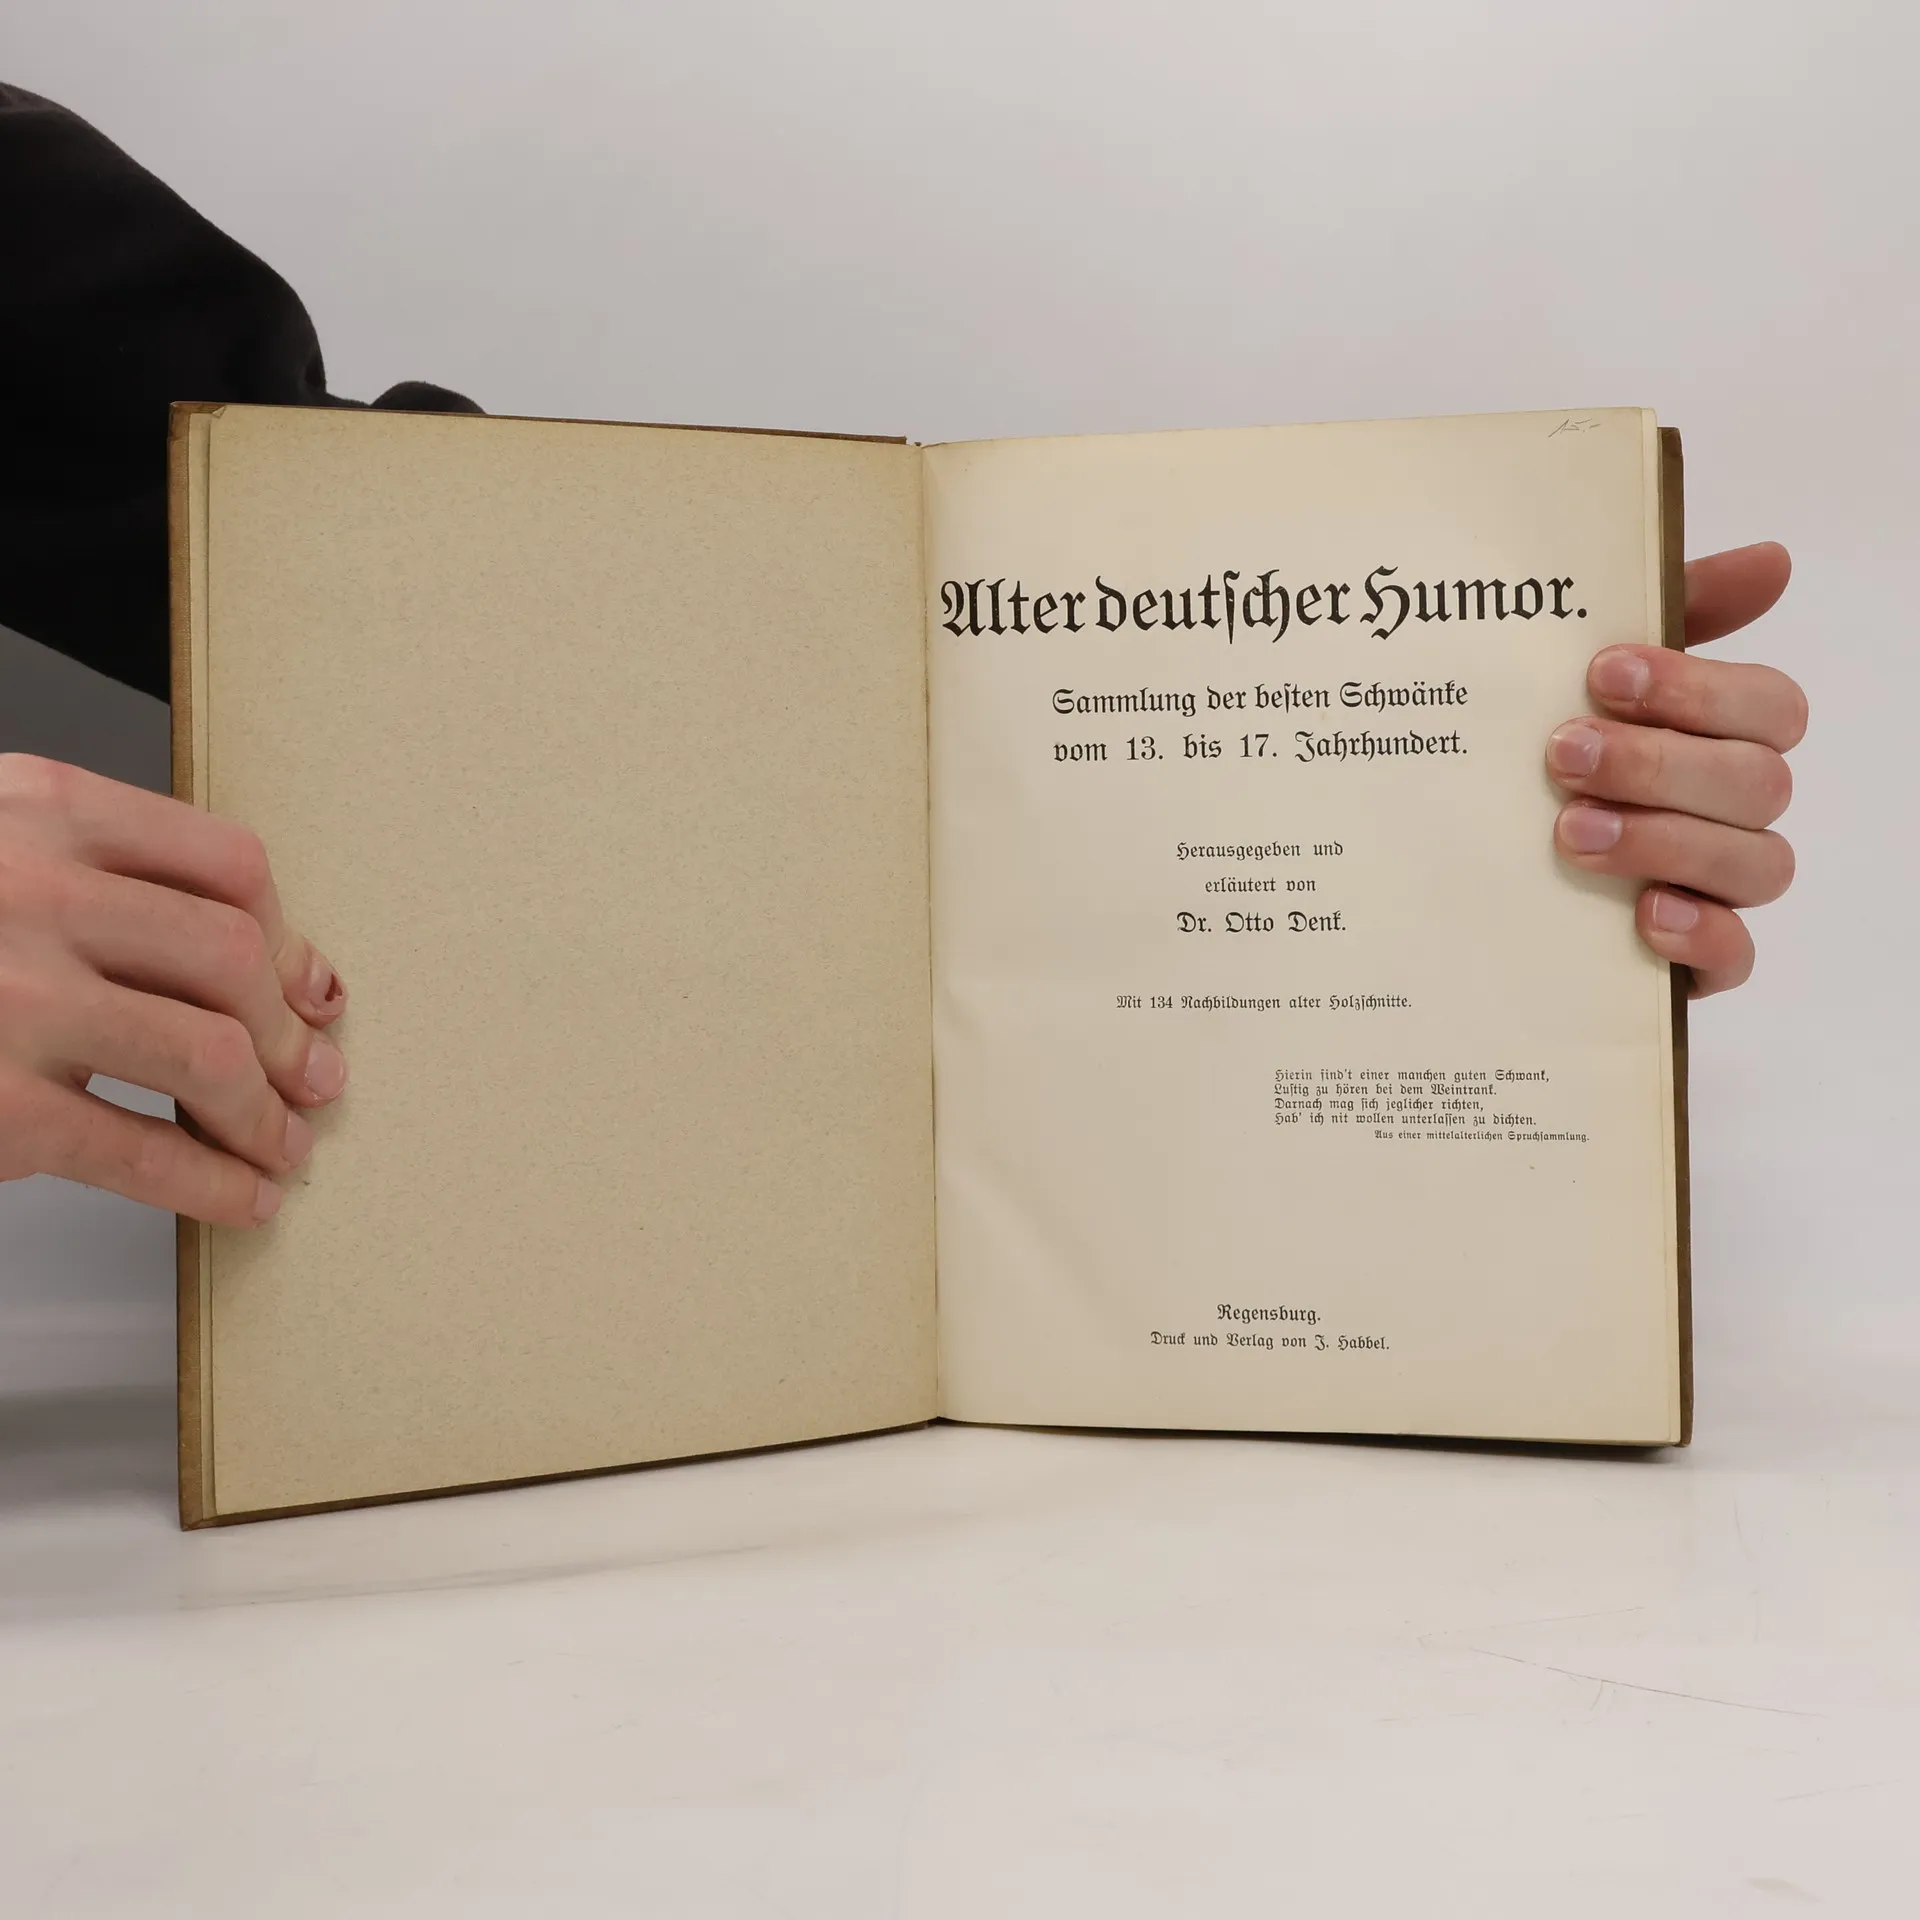 15.-
Alter deutſcher Humor.
Sammlung der beſten Schwänke
vom 13. bis 17. Jahrhundert.
Herausgegeben und
erläutert von
Dr. Otto Denk.
Mit 134 Nachbildungen alter Holzſchnitte.
Hierin find't einer manchen guten Schwank,
Luſtig zu hören bei dem Weintrank.
Darnach mag ſich jeglicher richten,
Hab' ich nit wollen unterlaſſen zu dichten.
Aus einer mittelalterlichen Spruchſammlung.
Regensburg.
Druck und Verlag von J. Habbel.